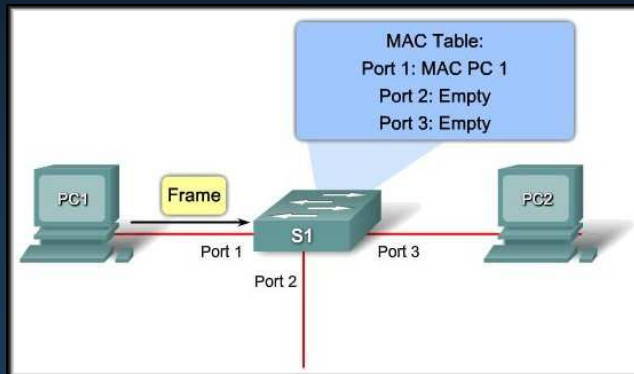 MAC Table:
Port 1: MAC PC 1
Port 2: Empty
Port 3: Empty
PC1
Frame
PC2
S1
Port 1
Port 3
Port 2